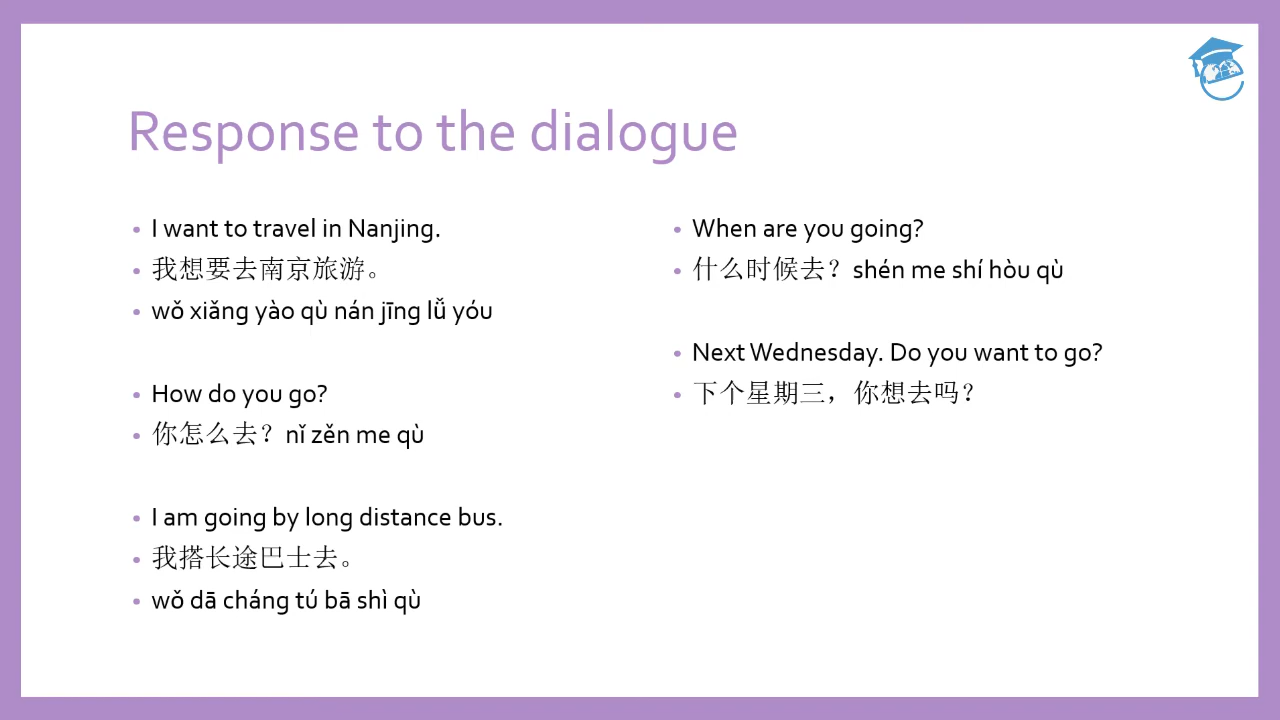 Response to the dialogue
• I want to travel in Nanjing.
• 我想要去南京旅游。
• wǒ xiǎng yào qù nán jīng lǚ yóu
• How do you go?
• 你怎么去？nǐ zěn me qù
• I am going by long distance bus.
• 我搭长途巴士去。
• wǒ dā cháng tú bā shì qù
• When are you going?
• 什么时候去？shén me shí hòu qù
• Next Wednesday. Do you want to go?
• 下个星期三，你想去吗？